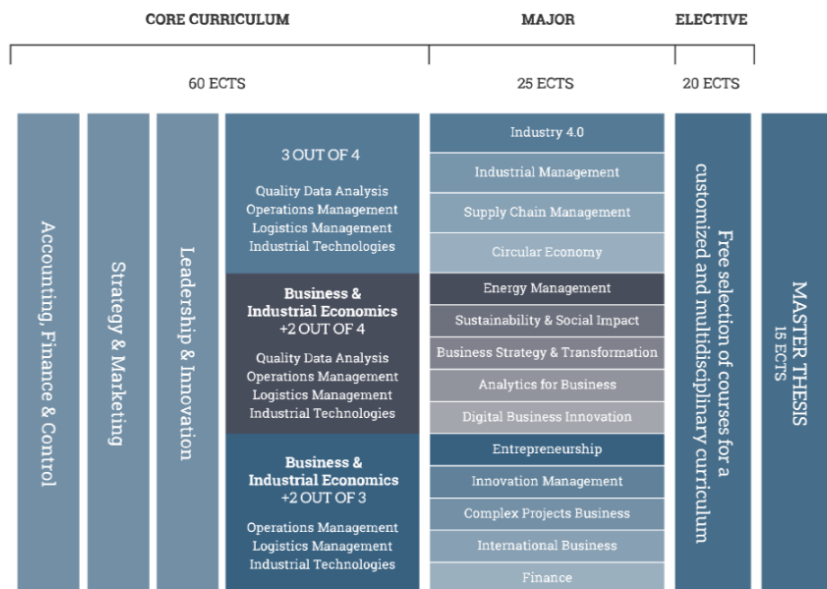 CORE CURRICULUM
MAJOR
ELECTIVE
60 ECTS
25 ECTS
20 ECTS
Accounting, Finance & Control
Strategy & Marketing
Leadership & Innovation
3 OUT OF 4
Quality Data Analysis
Operations Management
Logistics Management
Industrial Technologies
Business &
Industrial Economics
+2 OUT OF 4
Quality Data Analysis
Operations Management
Logistics Management
Industrial Technologies
Business &
Industrial Economics
+2 OUT OF 3
Operations Management
Logistics Management
Industrial Technologies
Industry 4.0
Industrial Management
Supply Chain Management
Circular Economy
Energy Management
Sustainability & Social Impact
Business Strategy & Transformation
Analytics for Business
Digital Business Innovation
Entrepreneurship
Innovation Management
Complex Projects Business
International Business
Finance
Free selection of courses for a
customized and multidisciplinary curriculum
MASTER THESIS
15 ECTS